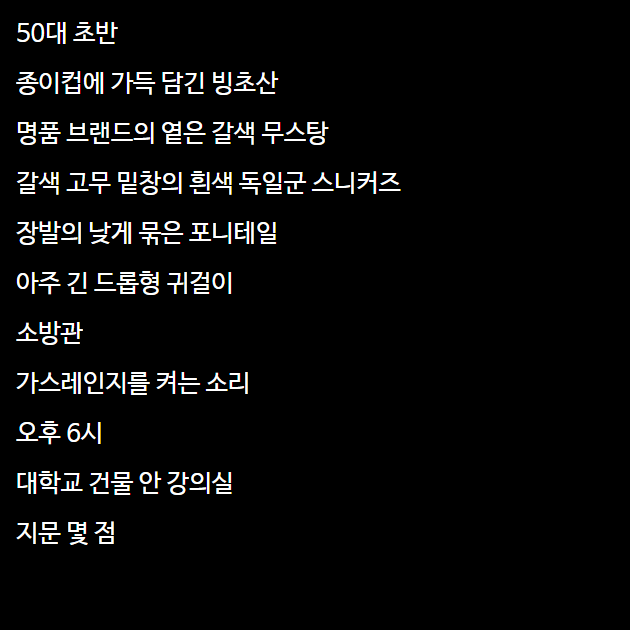 50대 초반
종이컵에 가득 담긴 빙초산
명품 브랜드의 옅은 갈색 무스탕
갈색 고무 밑창의 흰색 독일군 스니커즈
장발의 낮게 묶은 포니테일
아주 긴 드롭형 귀걸이
소방관
가스레인지를 켜는 소리
오후 6시
대학교 건물 안 강의실
지문 몇 점